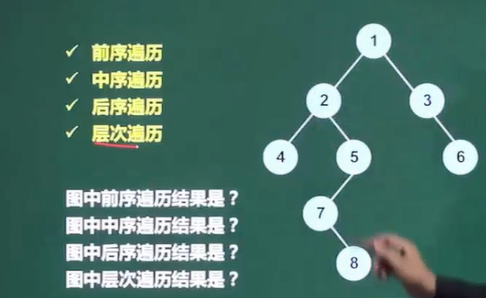 ✓ 前序遍历
✓ 中序遍历
✓ 后序遍历
✓ 层次遍历
图中前序遍历结果是？
图中中序遍历结果是？
图中后序遍历结果是？
图中层次遍历结果是？
1
2
3
4
5
6
7
8